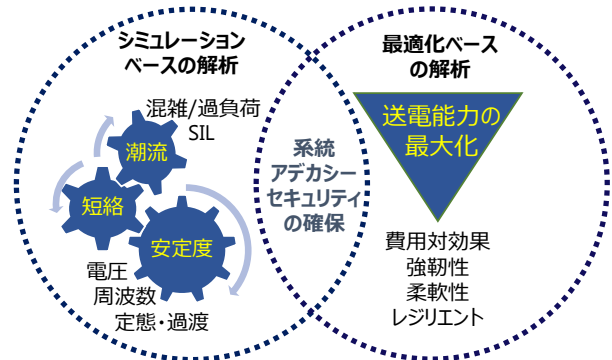 シミュレーション
ベースの解析
混雑/過負荷
SIL
潮流
短絡
安定度
電圧
周波数
定態・過渡
系統
アデカシー
セキュリティ
の確保
最適化ベース
の解析
送電能力の
最大化
費用対効果
強靭性
柔軟性
レジリエント